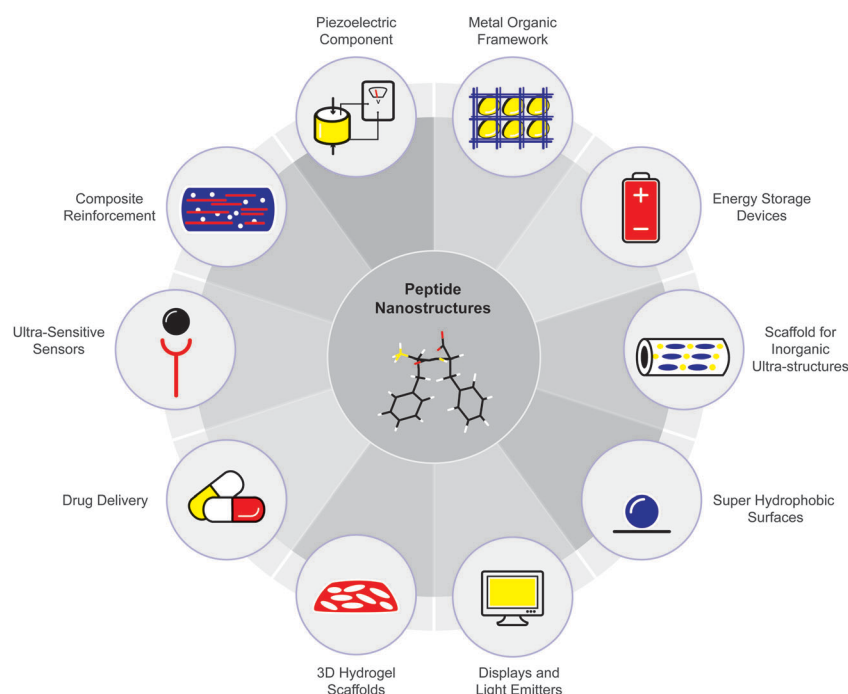 Piezoelectric
Component
Metal Organic
Framework
Energy Storage
Devices
Scaffold for
Inorganic
Ultra-structures
Super Hydrophobic
Surfaces
Displays and
Light Emitters
3D Hydrogel
Scaffolds
Drug Delivery
Ultra-Sensitive
Sensors
Composite
Reinforcement
Peptide
Nanostructures
V
+
−